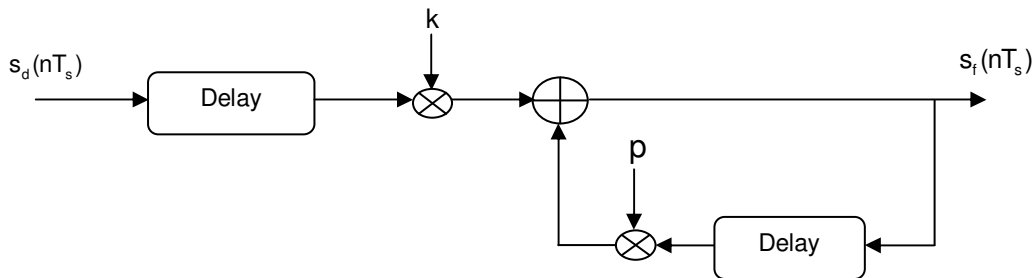 k
s_d(nT_s)
s_f(nT_s)
Delay
p
Delay